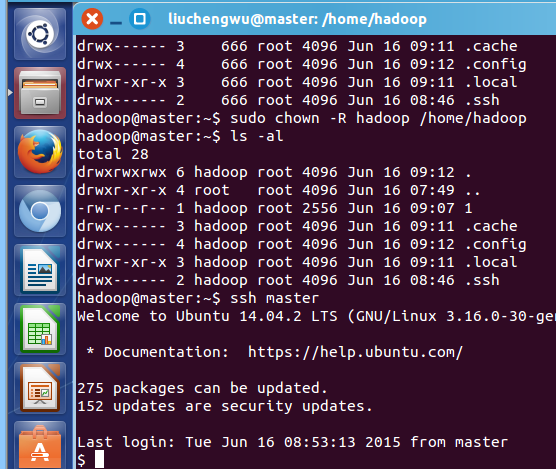 liuchengwu@master: /home/hadoop
drwx------ 3    666 root 4096 Jun 16 09:11 .cache
drwx------ 4    666 root 4096 Jun 16 09:12 .config
drwxr-xr-x 3    666 root 4096 Jun 16 09:11 .local
drwx------ 2    666 root 4096 Jun 16 08:46 .ssh
hadoop@master:~$ sudo chown -R hadoop /home/hadoop
hadoop@master:~$ ls -al
total 28
drwxrwxrwx 6 hadoop root 4096 Jun 16 09:12 .
drwxr-xr-x 4 root   root 4096 Jun 16 07:49 ..
-rw-r--r-- 1 hadoop root 2556 Jun 16 09:07 1
drwx------ 3 hadoop root 4096 Jun 16 09:11 .cache
drwx------ 4 hadoop root 4096 Jun 16 09:12 .config
drwxr-xr-x 3 hadoop root 4096 Jun 16 09:11 .local
drwx------ 2 hadoop root 4096 Jun 16 08:46 .ssh
hadoop@master:~$ ssh master
Welcome to Ubuntu 14.04.2 LTS (GNU/Linux 3.16.0-30-ge
* Documentation:  https://help.ubuntu.com/
275 packages can be updated.
152 updates are security updates.
Last login: Tue Jun 16 08:53:13 2015 from master
$